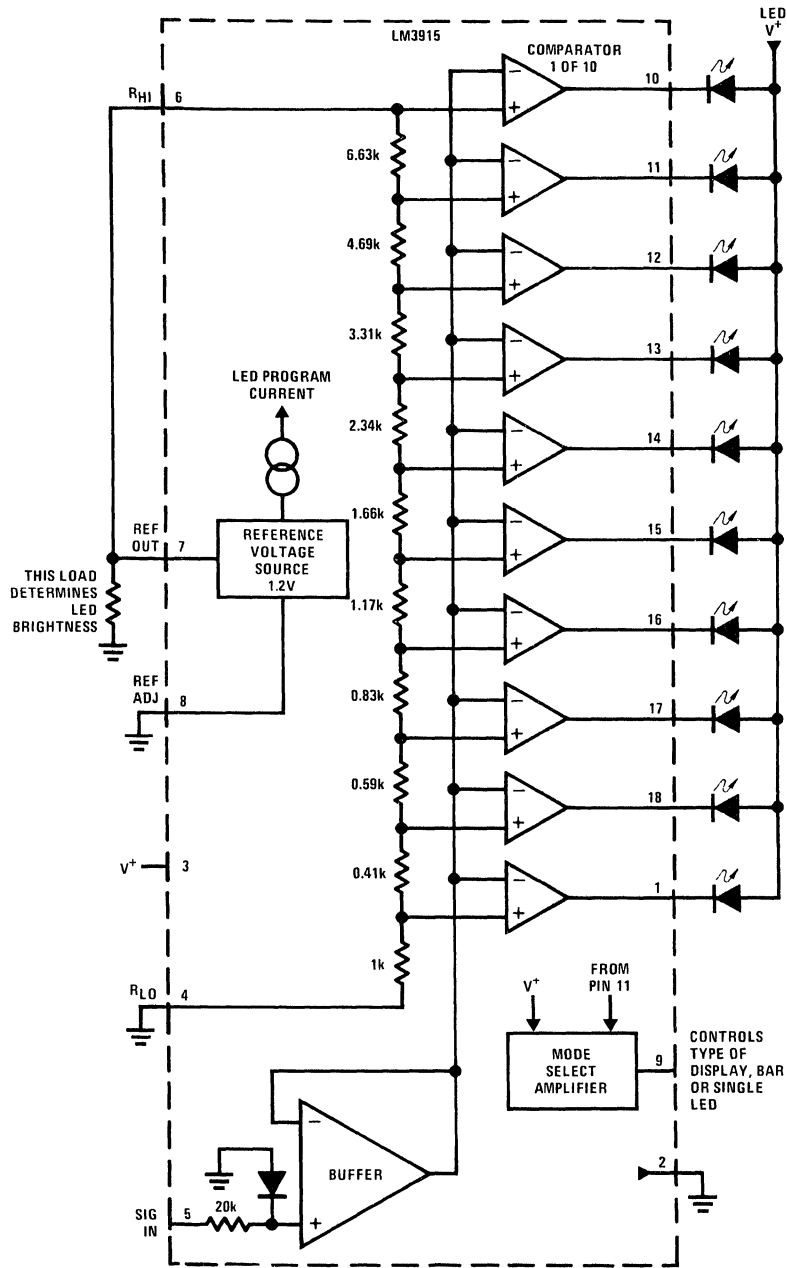 LED
V+
LM3915
COMPARATOR
1 OF 10
10
RHI
6
6.63k
11
4.69k
12
3.31k
13
LED PROGRAM
CURRENT
2.34k
14
1.66k
15
REF
OUT
7
REFERENCE
VOLTAGE
SOURCE
1.2V
THIS LOAD
DETERMINES
LED
BRIGHTNESS
1.17k
16
REF
ADJ
8
0.83k
17
0.59k
18
V+
3
0.41k
1
1k
RLO
4
V+
FROM
PIN 11
MODE
SELECT
AMPLIFIER
9
CONTROLS
TYPE OF
DISPLAY, BAR
OR SINGLE
LED
BUFFER
2
SIG
IN
5
20k